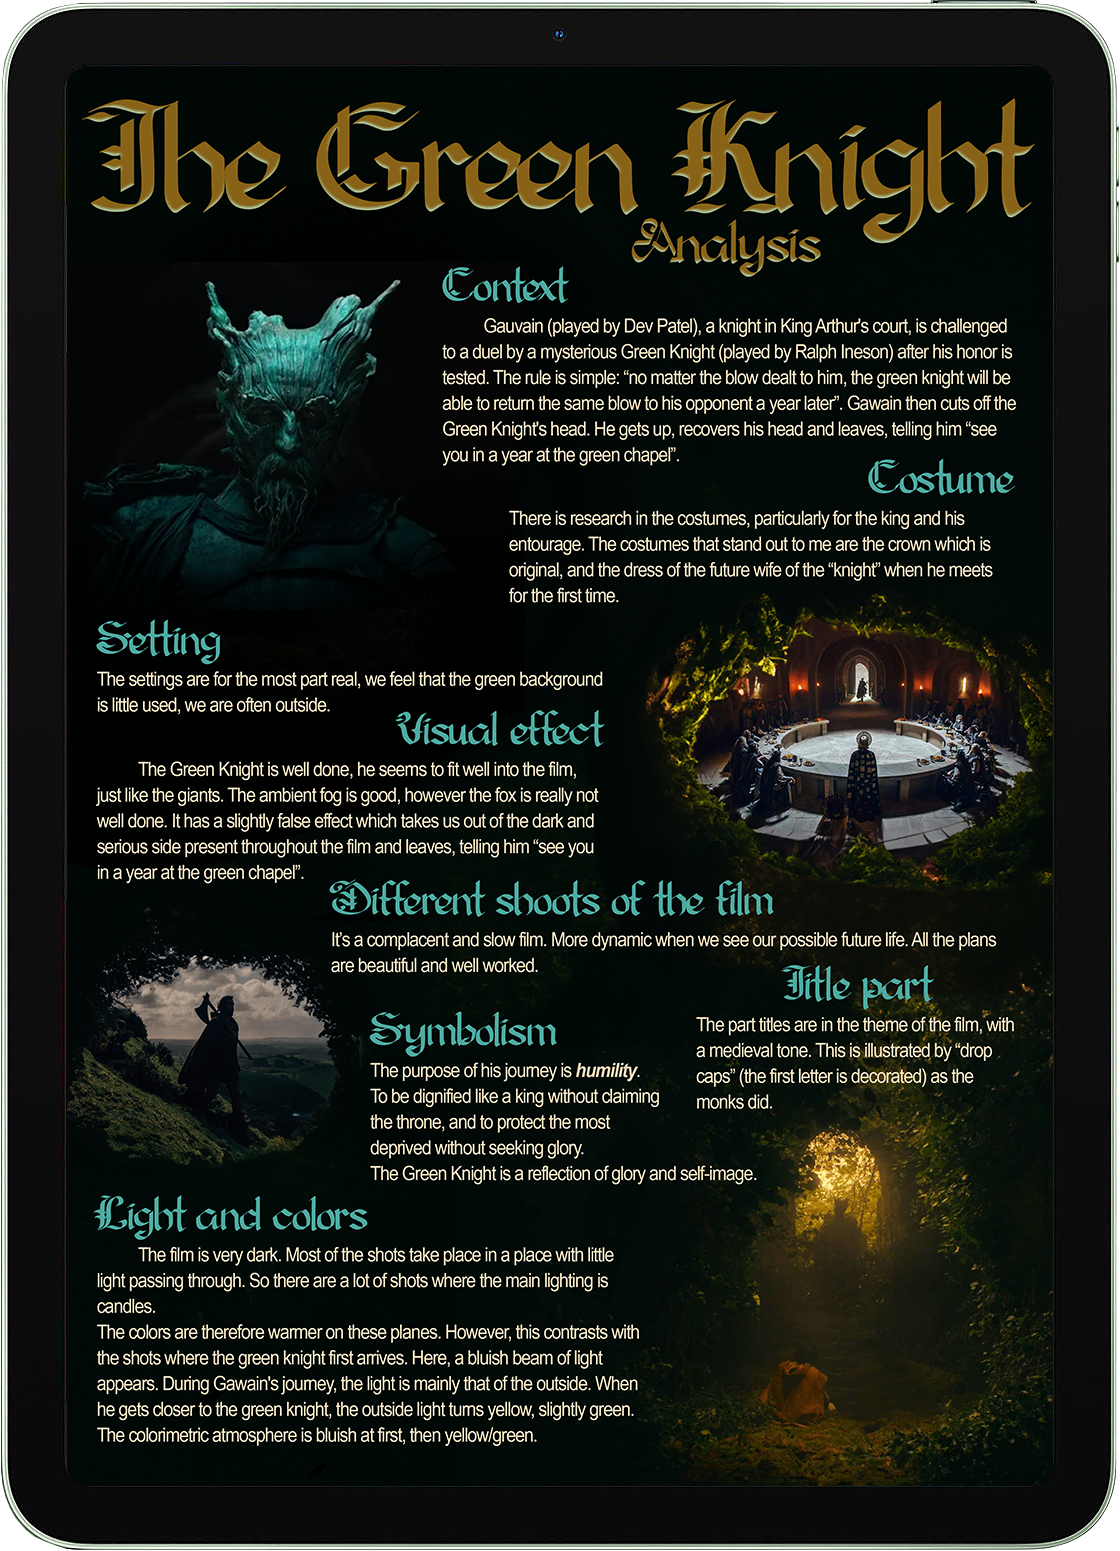 The Green Knight
Analysis
Context
Gauvain (played by Dev Patel), a knight in King Arthur's court, is challenged
to a duel by a mysterious Green Knight (played by Ralph Ineson) after his honor is
tested. The rule is simple: “no matter the blow dealt to him, the green knight will be
able to return the same blow to his opponent a year later”. Gawain then cuts off the
Green Knight's head. He gets up, recovers his head and leaves, telling him “see
you in a year at the green chapel”.
Costume
There is research in the costumes, particularly for the king and his
entourage. The costumes that stand out to me are the crown which is
original, and the dress of the future wife of the “knight” when he meets
for the first time.
Setting
The settings are for the most part real, we feel that the green background
is little used, we are often outside.
Visual effect
The Green Knight is well done, he seems to fit well into the film,
just like the giants. The ambient fog is good, however the fox is really not
well done. It has a slightly false effect which takes us out of the dark and
serious side present throughout the film and leaves, telling him “see you
in a year at the green chapel”.
Different shoots of the film
It's a complacent and slow film. More dynamic when we see our possible future life. All the plans
are beautiful and well worked.
Title part
The part titles are in the theme of the film, with
a medieval tone. This is illustrated by “drop
caps” (the first letter is decorated) as the
monks did.
Symbolism
The purpose of his journey is humility.
To be dignified like a king without claiming
the throne, and to protect the most
deprived without seeking glory.
The Green Knight is a reflection of glory and self-image.
Light and colors
The film is very dark. Most of the shots take place in a place with little
light passing through. So there are a lot of shots where the main lighting is
candles.
The colors are therefore warmer on these planes. However, this contrasts with
the shots where the green knight first arrives. Here, a bluish beam of light
appears. During Gawain's journey, the light is mainly that of the outside. When
he gets closer to the green knight, the outside light turns yellow, slightly green.
The colorimetric atmosphere is bluish at first, then yellow/green.